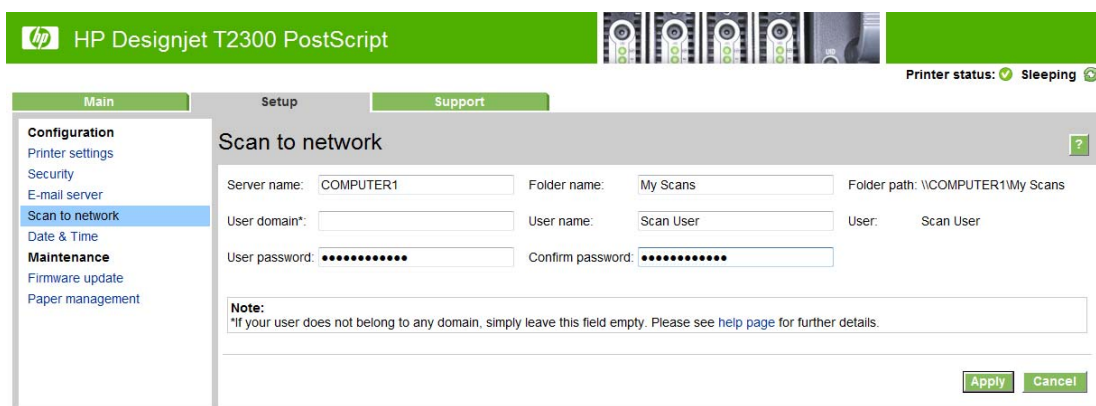 hp HP Designjet T2300 PostScript
UID
Printer status: Sleeping
Main Setup Support
Configuration
Printer settings
Security
E-mail server
Scan to network
Date & Time
Maintenance
Firmware update
Paper management
Scan to network ?
Server name: COMPUTER1 Folder name: My Scans Folder path: \\COMPUTER1\My Scans
User domain*: User name: Scan User User: Scan User
User password: •••••••••••• Confirm password: ••••••••••••
Note:
*If your user does not belong to any domain, simply leave this field empty. Please see help page for further details.
Apply Cancel